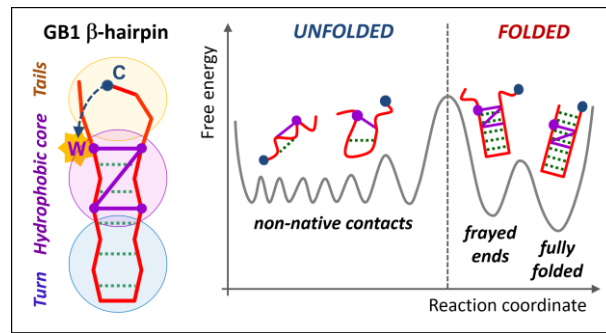 GB1 β-hairpin
Tails
Hydrophobic core
Turn
C
W
UNFOLDED
FOLDED
Free energy
non-native contacts
frayed
ends
fully
folded
Reaction coordinate